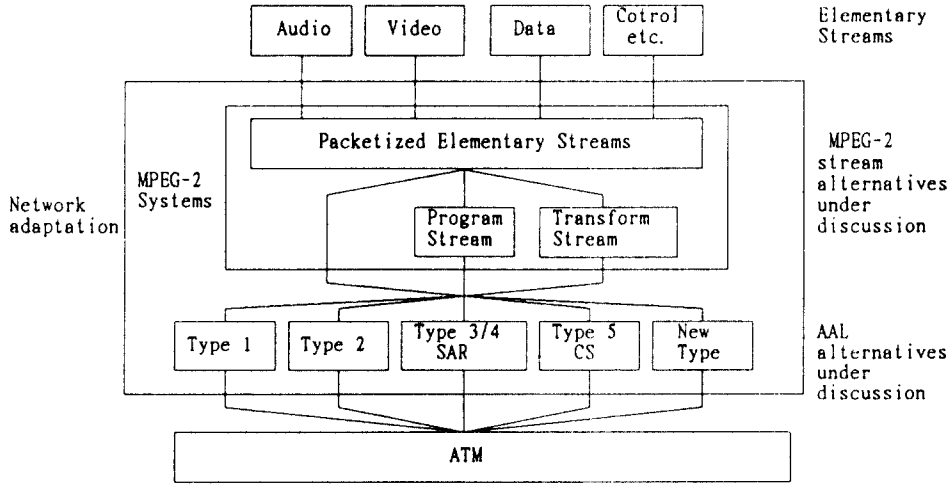 Audio
Video
Data
Cotrol
etc.
Elementary
Streams
Packetized Elementary Streams
MPEG-2
Systems
MPEG-2
stream
alternatives
under
discussion
Network
adaptation
Program
Stream
Transform
Stream
Type 1
Type 2
Type 3/4
SAR
Type 5
CS
New
Type
AAL
alternatives
under
discussion
ATM